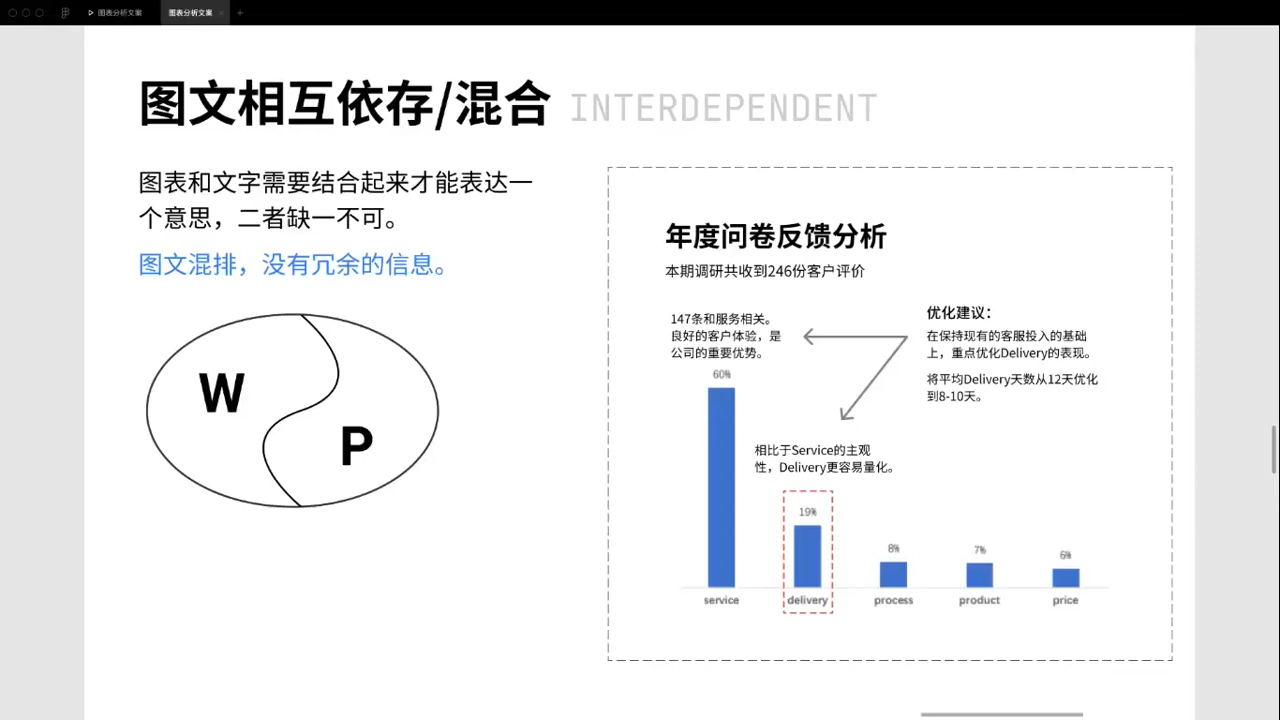 图表分析文案
图表分析文案
图文相互依存/混合 INTERDEPENDENT
图表和文字需要结合起来才能表达一
个意思，二者缺一不可。
图文混排，没有冗余的信息。
W
P
年度问卷反馈分析
本期调研共收到246份客户评价
147条和服务相关。
良好的客户体验，是
公司的重要优势。
优化建议：
在保持现有的客服投入的基础
上，重点优化Delivery的表现。
将平均Delivery天数从12天优化
到8-10天。
相比于Service的主观
性，Delivery更容易量化。
60%
19%
8%
7%
6%
service
delivery
process
product
price